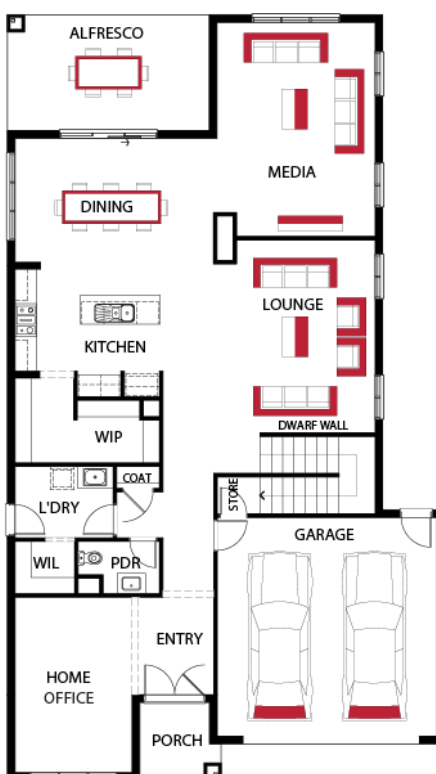 ALFRESCO
MEDIA
DINING
LOUNGE
KITCHEN
DWARF WALL
WIP
COAT
L'DRY
STORE
GARAGE
WIL
PDR
ENTRY
HOME
OFFICE
PORCH